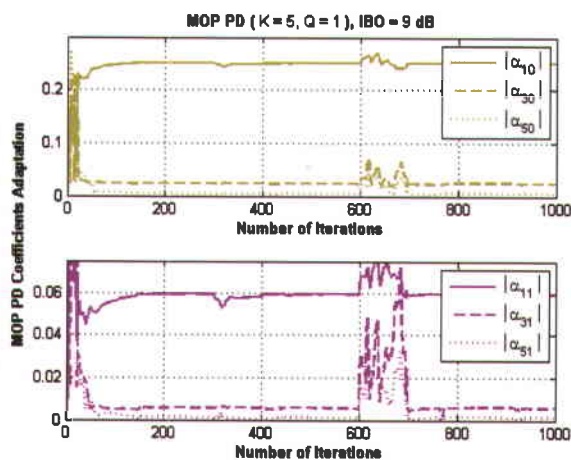 MOP PD ( K = 5, Q = 1 ), IBO = 9 dB
MOP PD Coefficients Adaptation
0.2
0.1
0
0 200 400 600 800 1000
Number of Iterations
|α10|
|α30|
|α50|
0.06
0.04
0.02
0
0 200 400 600 800 1000
Number of Iterations
|α11|
|α31|
|α51|